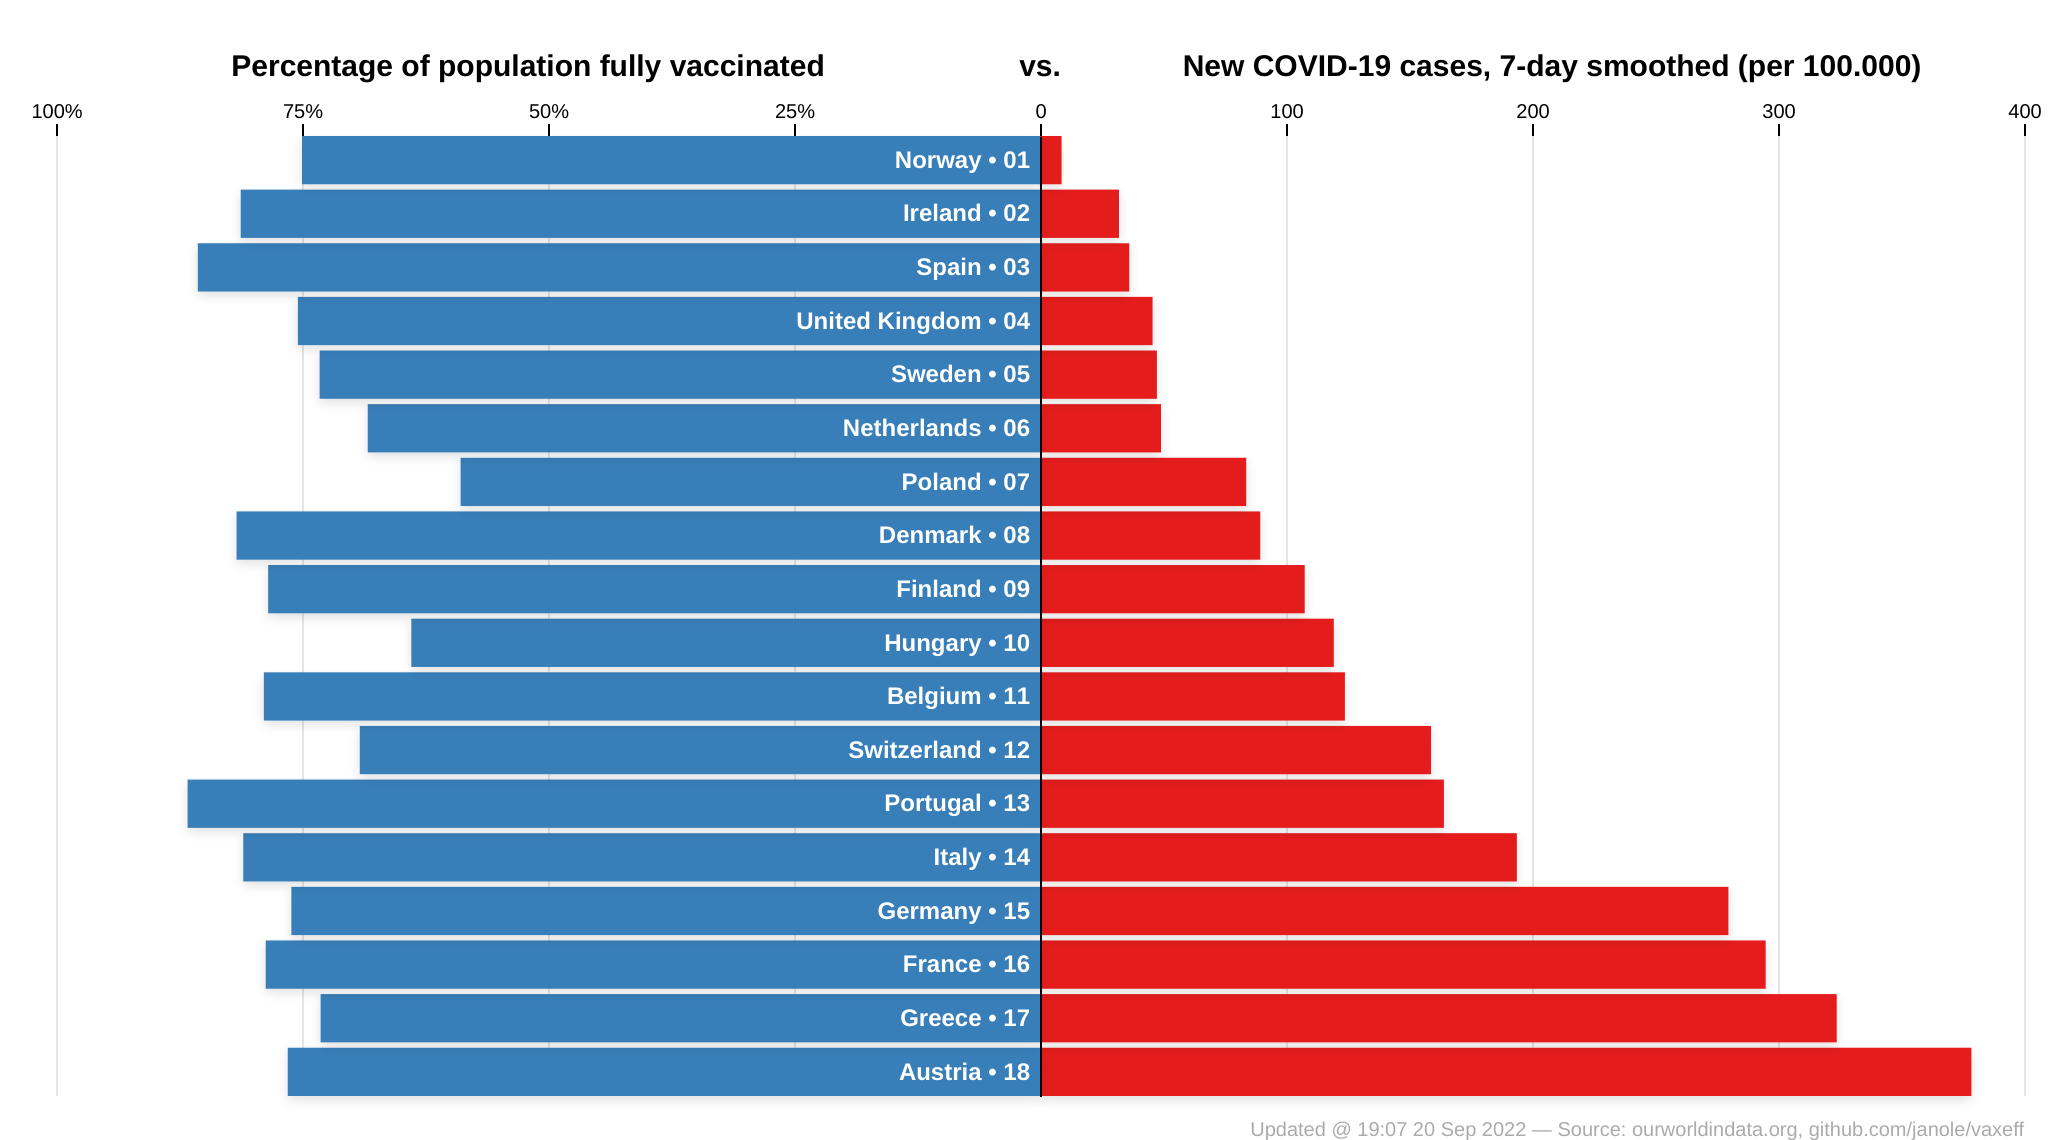 Percentage of population fully vaccinated vs. New COVID-19 cases, 7-day smoothed (per 100.000)
100% 75% 50% 25% 0 100 200 300 400
Norway • 01
Ireland • 02
Spain • 03
United Kingdom • 04
Sweden • 05
Netherlands • 06
Poland • 07
Denmark • 08
Finland • 09
Hungary • 10
Belgium • 11
Switzerland • 12
Portugal • 13
Italy • 14
Germany • 15
France • 16
Greece • 17
Austria • 18
Updated @ 19:07 20 Sep 2022 — Source: ourworldindata.org, github.com/janole/vaxeff